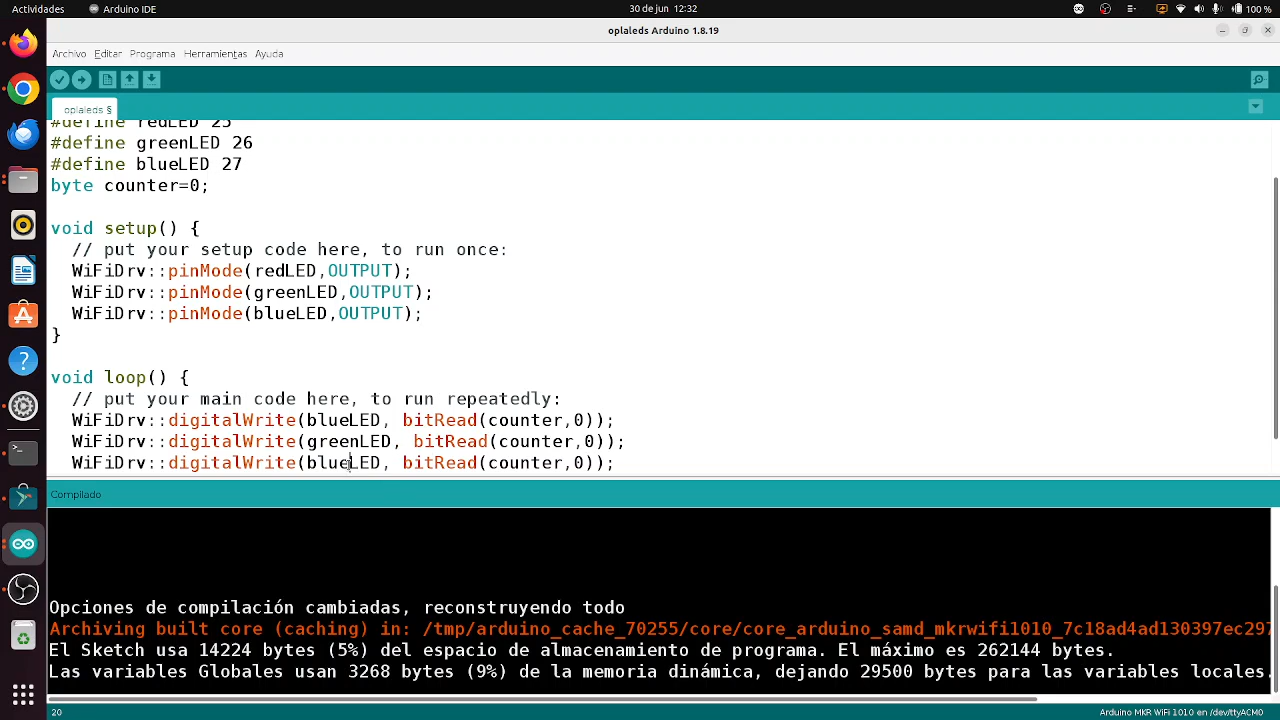 Actividades
Arduino IDE
30 de jun 12:32
100 %
oplaleds Arduino 1.8.19
Archivo Editar Programa Herramientas Ayuda
oplaleds §
#define redLED 25
#define greenLED 26
#define blueLED 27
byte counter=0;
void setup() {
// put your setup code here, to run once:
WiFiDrv::pinMode(redLED,OUTPUT);
WiFiDrv::pinMode(greenLED,OUTPUT);
WiFiDrv::pinMode(blueLED,OUTPUT);
}
void loop() {
// put your main code here, to run repeatedly:
WiFiDrv::digitalWrite(blueLED, bitRead(counter,0));
WiFiDrv::digitalWrite(greenLED, bitRead(counter,0));
WiFiDrv::digitalWrite(blueLED, bitRead(counter,0));
Compilado
Opciones de compilación cambiadas, reconstruyendo todo
Archiving built core (caching) in: /tmp/arduino_cache_70255/core/core_arduino_samd_mkrwifi1010_7c18ad4ad130397ec297
El Sketch usa 14224 bytes (5%) del espacio de almacenamiento de programa. El máximo es 262144 bytes.
Las variables Globales usan 3268 bytes (9%) de la memoria dinámica, dejando 29500 bytes para las variables locales.
20
Arduino MKR WiFi 1010 en /dev/ttyACM0